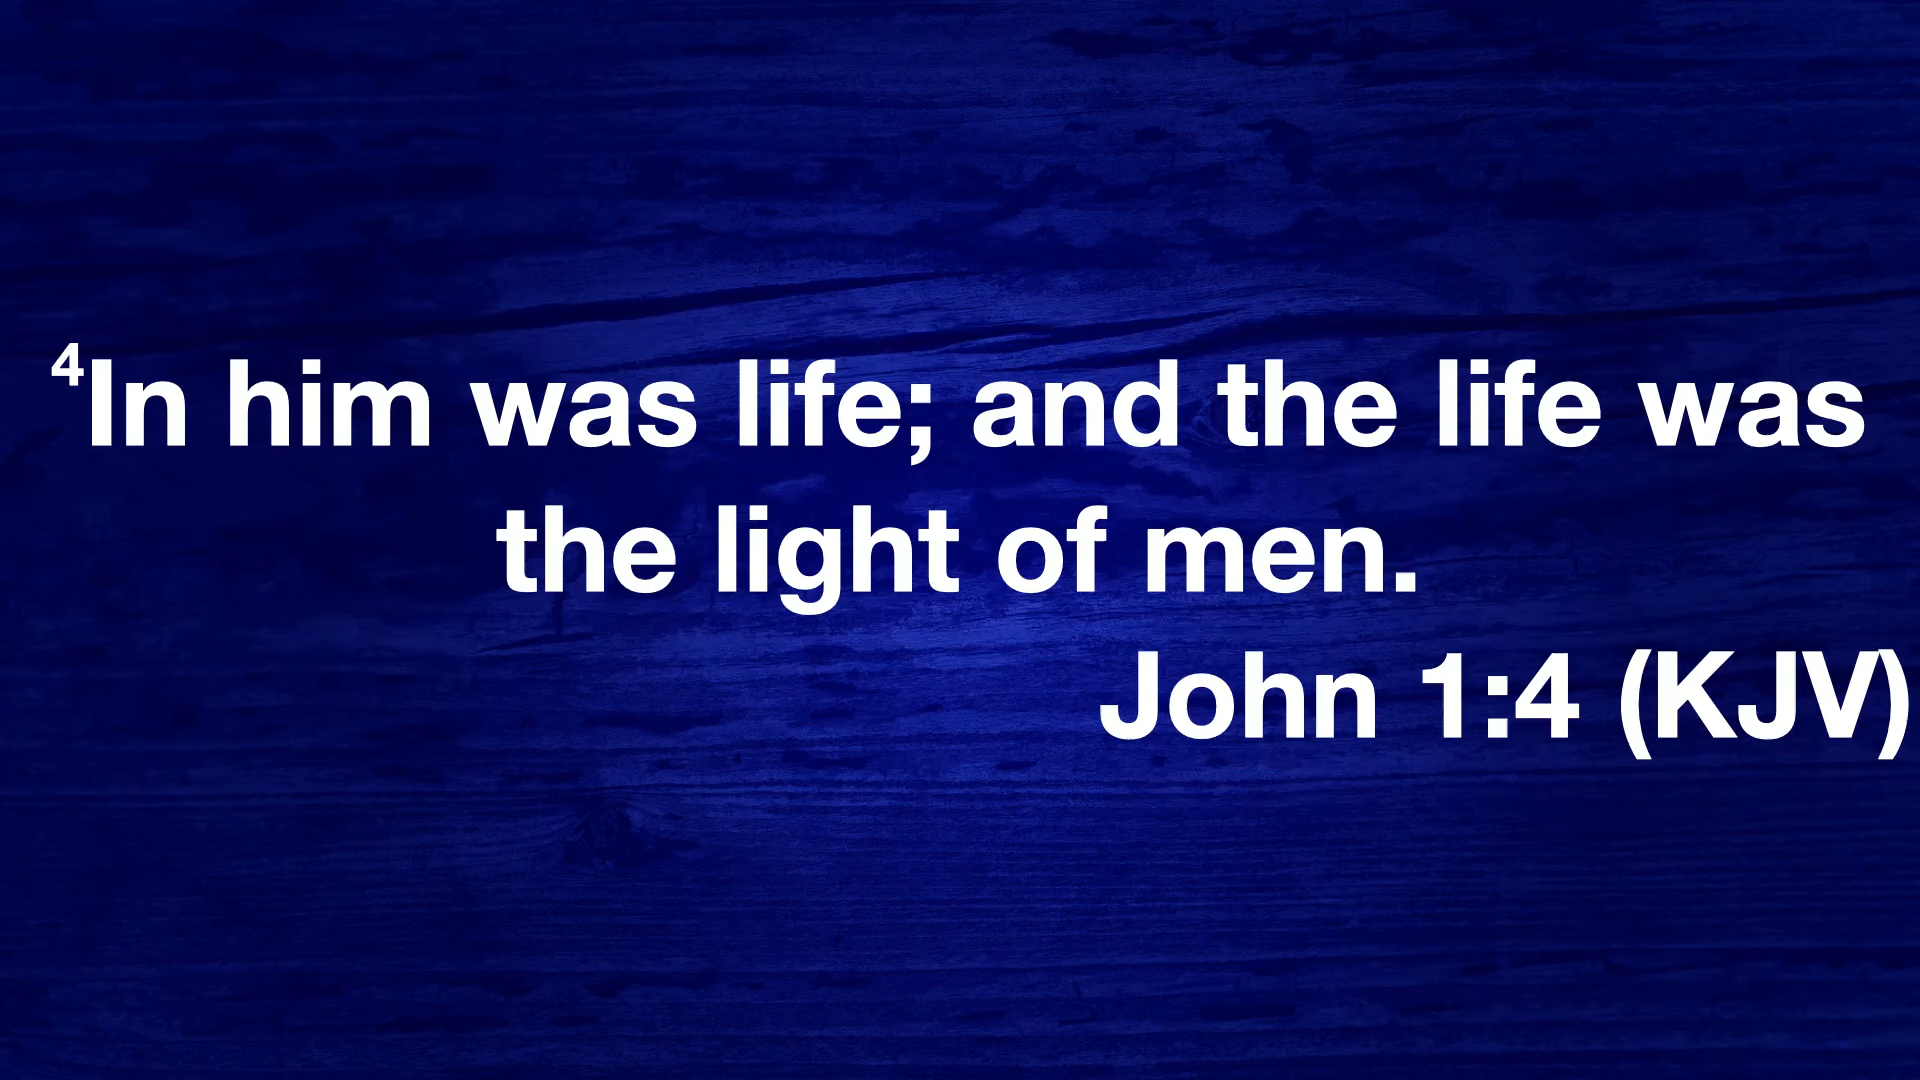 ⁴In him was life; and the life was
the light of men.
John 1:4 (KJV)